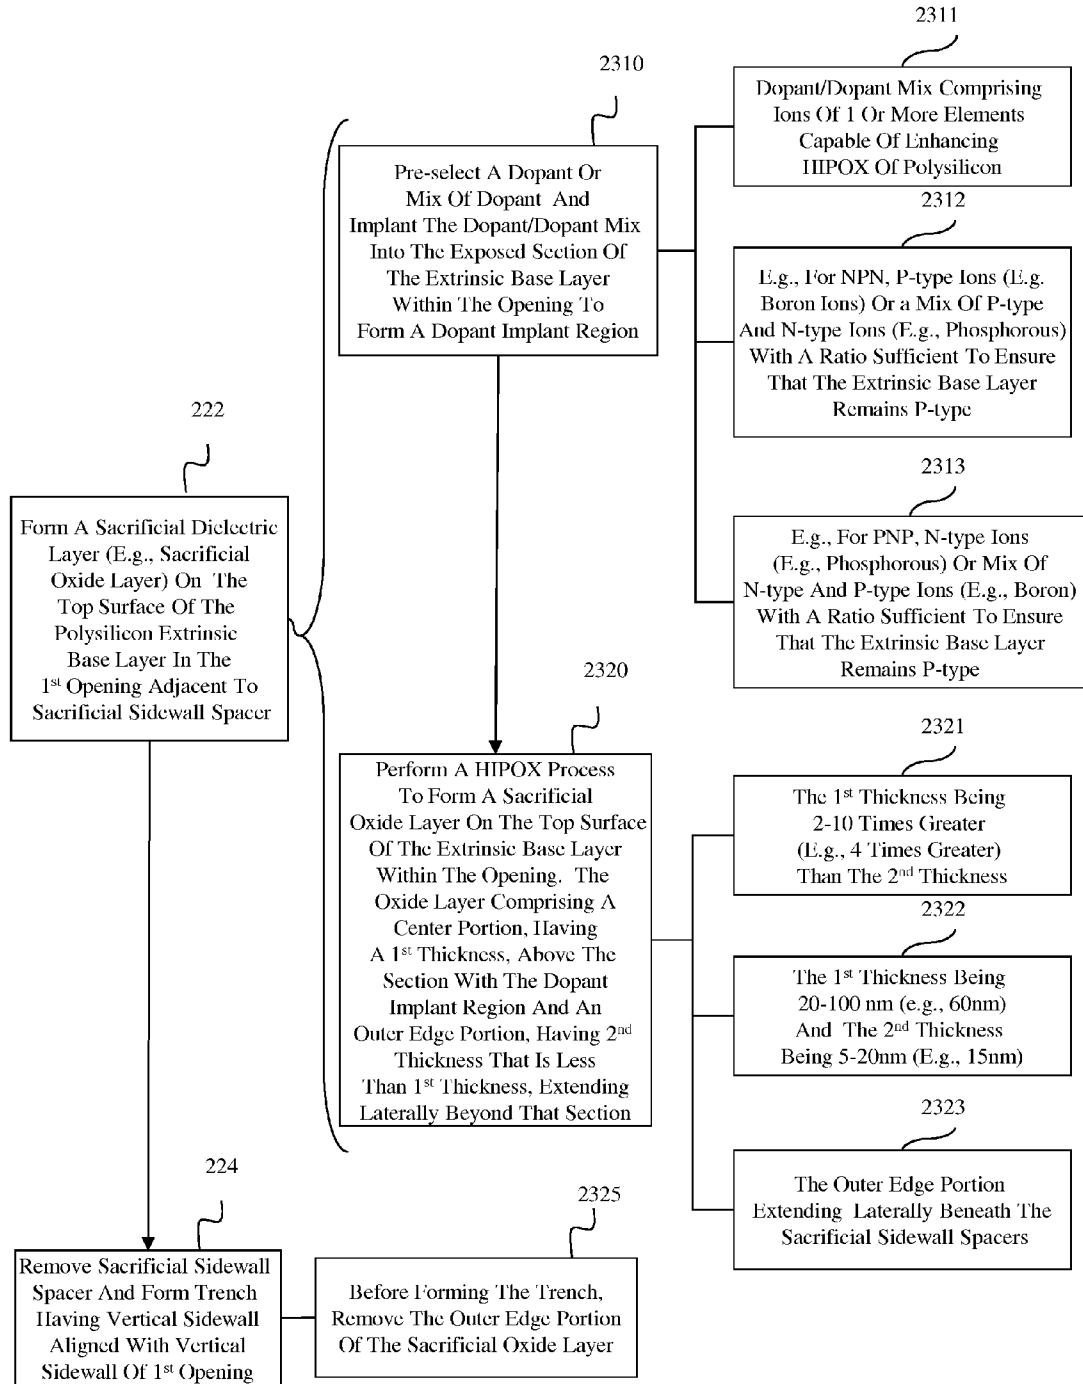 2311
Dopant/Dopant Mix Comprising
Ions Of 1 Or More Elements
Capable Of Enhancing
HIPOX Of Polysilicon
2310
Pre-select A Dopant Or
Mix Of Dopant And
Implant The Dopant/Dopant Mix
Into The Exposed Section Of
The Extrinsic Base Layer
Within The Opening To
Form A Dopant Implant Region
2312
E.g., For NPN, P-type Ions (E.g.
Boron Ions) Or a Mix Of P-type
And N-type Ions (E.g., Phosphorous)
With A Ratio Sufficient To Ensure
That The Extrinsic Base Layer
Remains P-type
2313
E.g., For PNP, N-type Ions
(E.g., Phosphorous) Or Mix Of
N-type And P-type Ions (E.g., Boron)
With A Ratio Sufficient To Ensure
That The Extrinsic Base Layer
Remains P-type
222
Form A Sacrificial Dielectric
Layer (E.g., Sacrificial
Oxide Layer) On The
Top Surface Of The
Polysilicon Extrinsic
Base Layer In The
1st Opening Adjacent To
Sacrificial Sidewall Spacer
2320
Perform A HIPOX Process
To Form A Sacrificial
Oxide Layer On The Top Surface
Of The Extrinsic Base Layer
Within The Opening. The
Oxide Layer Comprising A
Center Portion, Having
A 1st Thickness, Above The
Section With The Dopant
Implant Region And An
Outer Edge Portion, Having 2nd
Thickness That Is Less
Than 1st Thickness, Extending
Laterally Beyond That Section
2321
The 1st Thickness Being
2-10 Times Greater
(E.g., 4 Times Greater)
Than The 2nd Thickness
2322
The 1st Thickness Being
20-100 nm (e.g., 60nm)
And The 2nd Thickness
Being 5-20nm (E.g., 15nm)
2323
The Outer Edge Portion
Extending Laterally Beneath The
Sacrificial Sidewall Spacers
224
Remove Sacrificial Sidewall
Spacer And Form Trench
Having Vertical Sidewall
Aligned With Vertical
Sidewall Of 1st Opening
2325
Before Forming The Trench,
Remove The Outer Edge Portion
Of The Sacrificial Oxide Layer